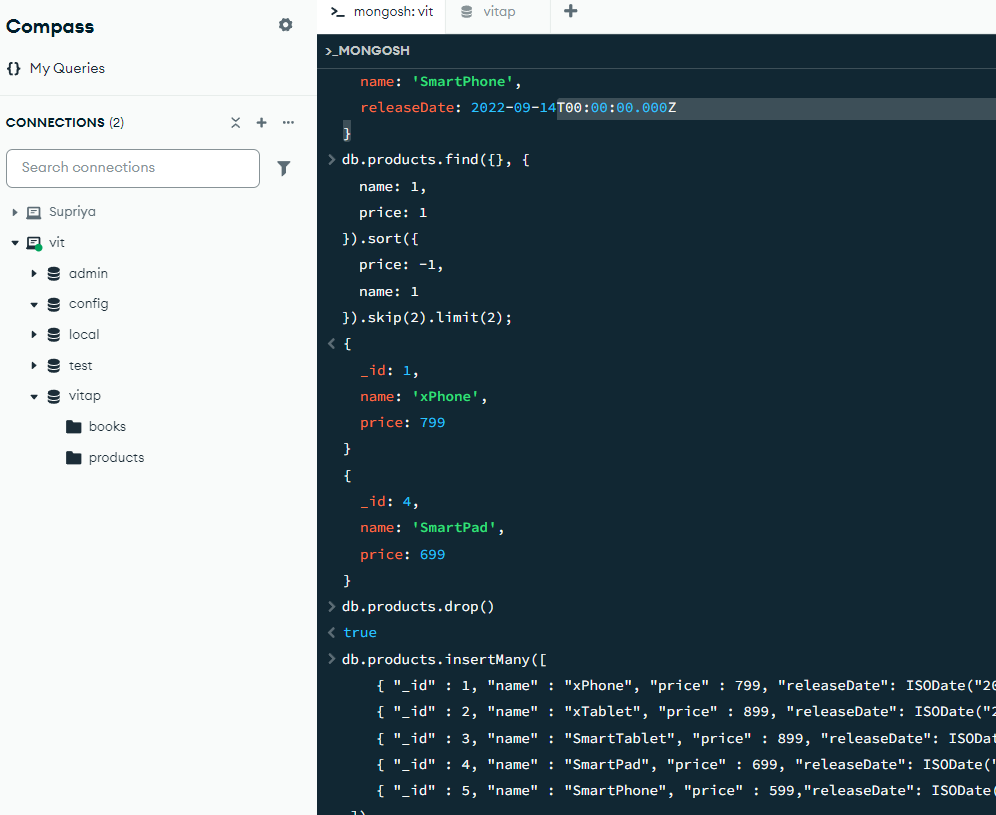 Compass
{} My Queries
CONNECTIONS (2)
Search connections
Supriya
vit
admin
config
local
test
vitap
books
products
>_ mongosh: vit
vitap
>_MONGOSH
name: 'SmartPhone',
releaseDate: 2022-09-14T00:00:00.000Z
}
> db.products.find({}, {
name: 1,
price: 1
}).sort({
price: -1,
name: 1
}).skip(2).limit(2);
< {
_id: 1,
name: 'xPhone',
price: 799
}
{
_id: 4,
name: 'SmartPad',
price: 699
}
> db.products.drop()
< true
> db.products.insertMany([
{ "_id" : 1, "name" : "xPhone", "price" : 799, "releaseDate": ISODate("20
{ "_id" : 2, "name" : "xTablet", "price" : 899, "releaseDate": ISODate("2
{ "_id" : 3, "name" : "SmartTablet", "price" : 899, "releaseDate": ISODat
{ "_id" : 4, "name" : "SmartPad", "price" : 699, "releaseDate": ISODate("
{ "_id" : 5, "name" : "SmartPhone", "price" : 599,"releaseDate": ISODate(
])